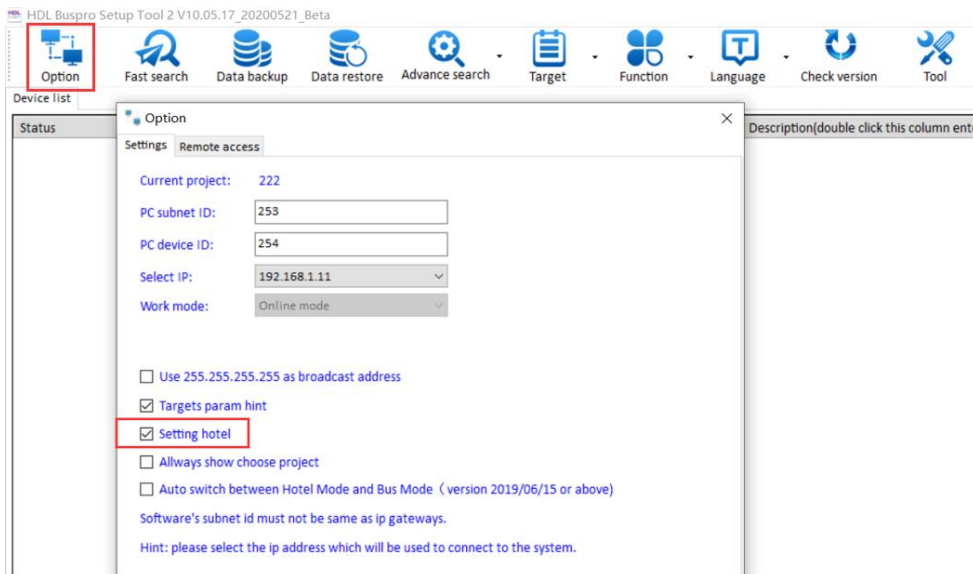 HDL Buspro Setup Tool 2 V10.05.17_20200521_Beta
Option Fast search Data backup Data restore Advance search Target Function Language Check version Tool
Device list
Status Description(double click this column ent
Option
Settings Remote access
Current project: 222
PC subnet ID: 253
PC device ID: 254
Select IP: 192.168.1.11
Work mode: Online mode
Use 255.255.255.255 as broadcast address
Targets param hint
Setting hotel
Allways show choose project
Auto switch between Hotel Mode and Bus Mode（version 2019/06/15 or above)
Software's subnet id must not be same as ip gateways.
Hint: please select the ip address which will be used to connect to the system.